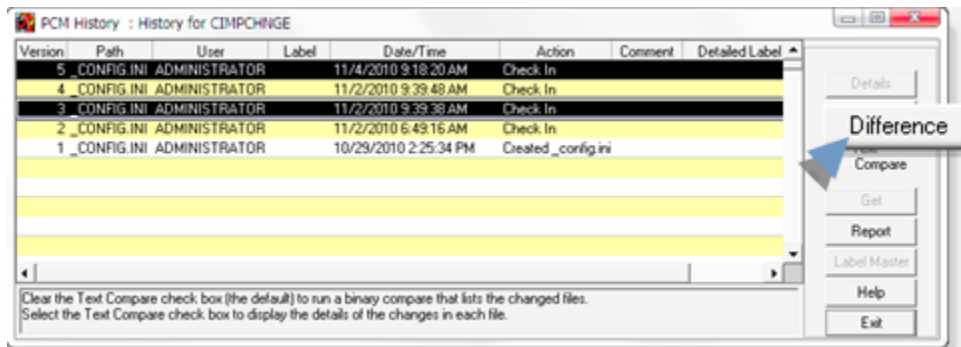 PCM History : History for CIMPCHNGE
Version Path User Label Date/Time Action Comment Detailed Label
5 _CONFIG.INI ADMINISTRATOR 11/4/2010 9:18:20 AM Check In
4 _CONFIG.INI ADMINISTRATOR 11/2/2010 9:39:48 AM Check In
3 _CONFIG.INI ADMINISTRATOR 11/2/2010 9:39:38 AM Check In
2 _CONFIG.INI ADMINISTRATOR 11/2/2010 6:49:16 AM Check In
1 _CONFIG.INI ADMINISTRATOR 10/29/2010 2:25:34 PM Created _config.ini
Details
Difference
Compare
Get
Report
Label Master
Help
Exit
Clear the Text Compare check box (the default) to run a binary compare that lists the changed files.
Select the Text Compare check box to display the details of the changes in each file.